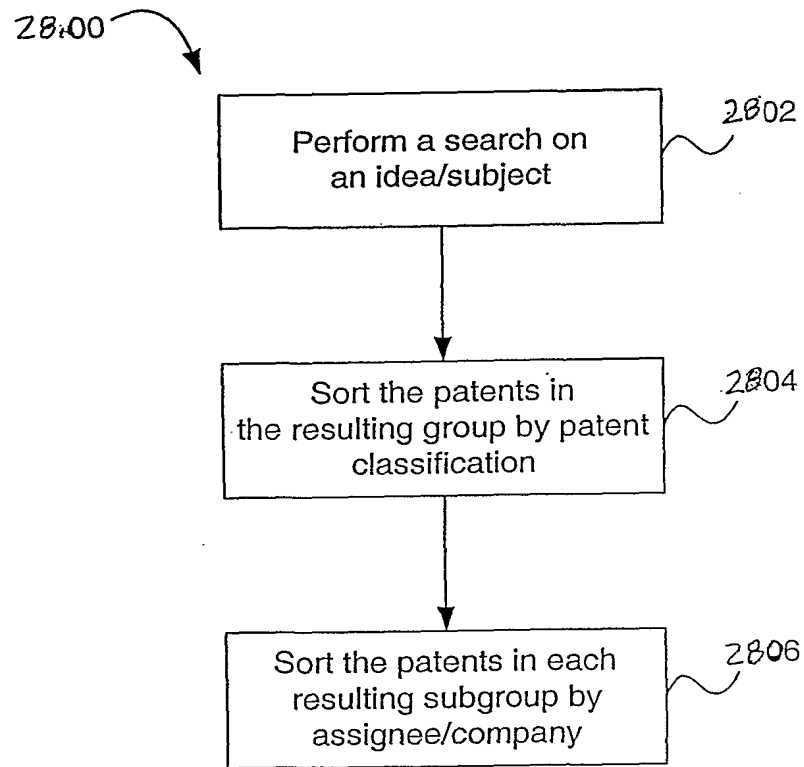 2800
2802
Perform a search on
an idea/subject
2804
Sort the patents in
the resulting group by patent
classification
2806
Sort the patents in each
resulting subgroup by
assignee/company